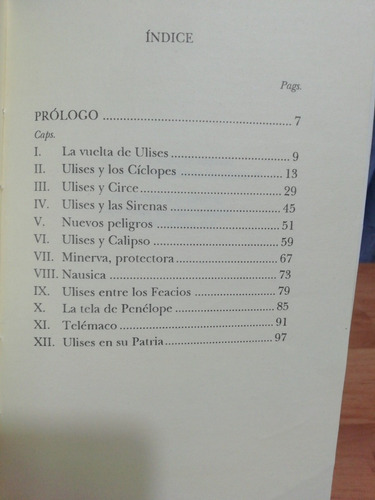 ÍNDICE
Pags.
PRÓLOGO ........................................ 7
Caps.
I. La vuelta de Ulises ........................ 9
II. Ulises y los Cíclopes ..................... 13
III. Ulises y Circe ............................ 29
IV. Ulises y las Sirenas ...................... 45
V. Nuevos peligros ........................... 51
VI. Ulises y Calipso .......................... 59
VII. Minerva, protectora ....................... 67
VIII. Nausica ................................... 73
IX. Ulises entre los Feacios .................. 79
X. La tela de Penélope ....................... 85
XI. Telémaco .................................. 91
XII. Ulises en su Patria ....................... 97